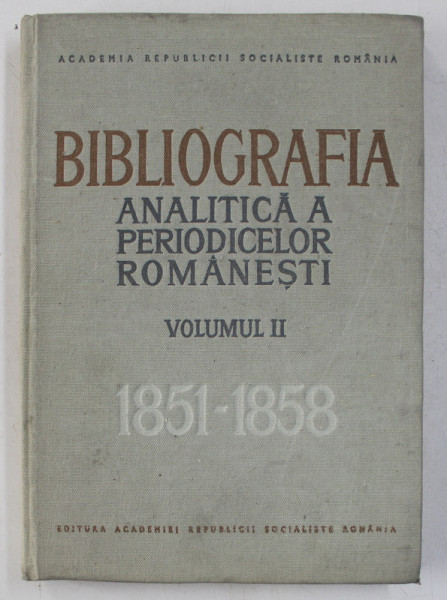 ACADEMIA REPUBLICII SOCIALISTE ROMÂNIA
BIBLIOGRAFIA
ANALITICĂ A
PERIODICELOR
ROMÂNEȘTI
VOLUMUL II
1851-1858
EDITURA ACADEMIEI REPUBLICII SOCIALISTE ROMÂNIA